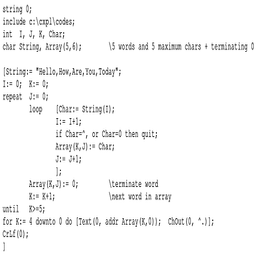 string 0;
include c:\cxpl\codes;
int I, J, K, Char;
char String, Array(5,6); \5 words and 5 maximum chars + terminating 0
[String:= "Hello,How,Are,You,Today";
I:= 0; K:= 0;
repeat J:= 0;
loop [Char:= String(I);
I:= I+1;
if Char=^, or Char=0 then quit;
Array(K,J):= Char;
J:= J+1;
];
Array(K,J):= 0; \terminate word
K:= K+1; \next word in array
until K>=5;
for K:= 4 downto 0 do [Text(0, addr Array(K,0)); ChOut(0, ^.)];
CrLf(0);
]